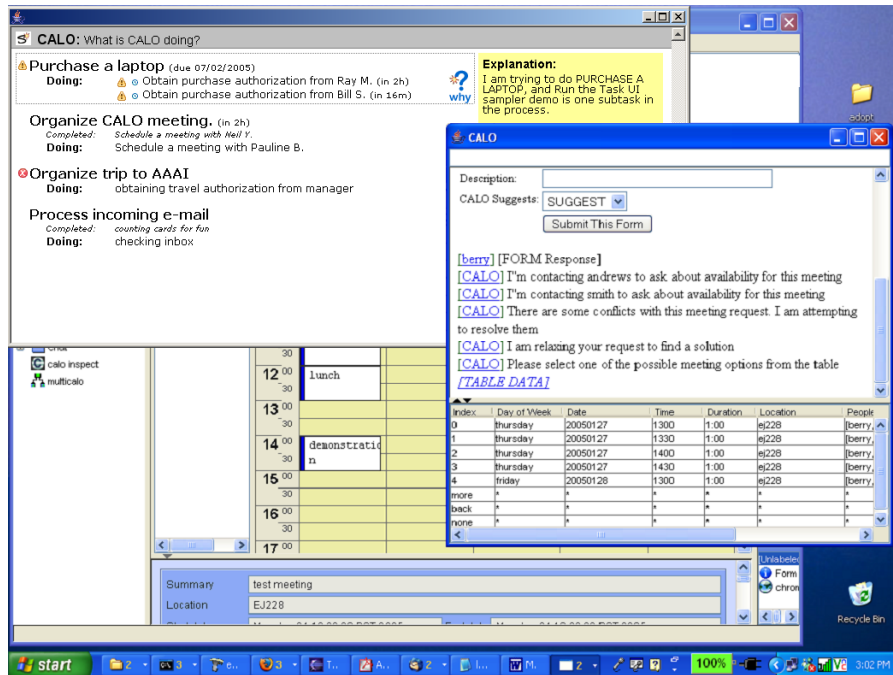 CALO: What is CALO doing?
Purchase a laptop (due 07/02/2005)
Doing: Obtain purchase authorization from Ray M. (in 2h)
Obtain purchase authorization from Bill S. (in 16m)
why
Explanation:
I am trying to do PURCHASE A
LAPTOP, and Run the Task UI
sampler demo is one subtask in
the process.
Organize CALO meeting. (in 2h)
Completed: Schedule a meeting with Neil Y.
Doing: Schedule a meeting with Pauline B.
Organize trip to AAAI
Doing: obtaining travel authorization from manager
Process incoming e-mail
Completed: counting cards for fun
Doing: checking inbox
adopt
CALO
Description:
CALO Suggests: SUGGEST
Submit This Form
[berry] [FORM Response]
[CALO] I"m contacting andrews to ask about availability for this meeting
[CALO] I"m contacting smith to ask about availability for this meeting
[CALO] There are some conflicts with this meeting request. I am attempting
to resolve them
[CALO] I am relaxing your request to find a solution
[CALO] Please select one of the possible meeting options from the table
[TABLE DATA]
Index Day of Week Date Time Duration Location People
0 thursday 20050127 1300 1:00 ej228 [berry,
1 thursday 20050127 1330 1:00 ej228 [berry,
2 thursday 20050127 1400 1:00 ej228 [berry,
3 thursday 20050127 1430 1:00 ej228 [berry,
4 friday 20050128 1300 1:00 ej228 [berry,
more * * * * * *
back * * * * * *
none * * * * * *
calo inspect
multicalo
30
12 00 lunch
30
13 00
30
14 00 demonstratio
30 n
15 00
30
16 00
30
17 00
Summary test meeting
Location EJ228
[Unlabeled
Form
chron
Recycle Bin
start 2 3 e.. 3 T.. A.. 2 I... M. 2 100% 3:02 PM